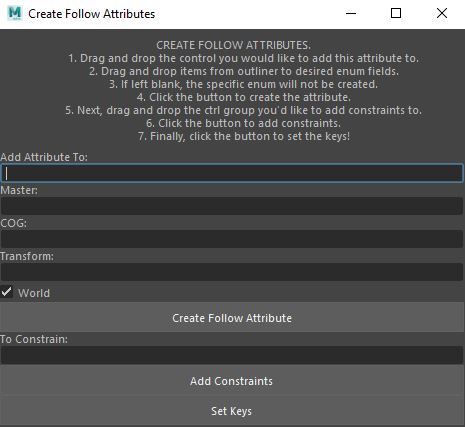 Create Follow Attributes
CREATE FOLLOW ATTRIBUTES.
1. Drag and drop the control you would like to add this attribute to.
2. Drag and drop items from outliner to desired enum fields.
3. If left blank, the specific enum will not be created.
4. Click the button to create the attribute.
5. Next, drag and drop the ctrl group you'd like to add constraints to.
6. Click the button to add constraints.
7. Finally, click the button to set the keys!
Add Attribute To:
Master:
COG:
Transform:
World
Create Follow Attribute
To Constrain:
Add Constraints
Set Keys